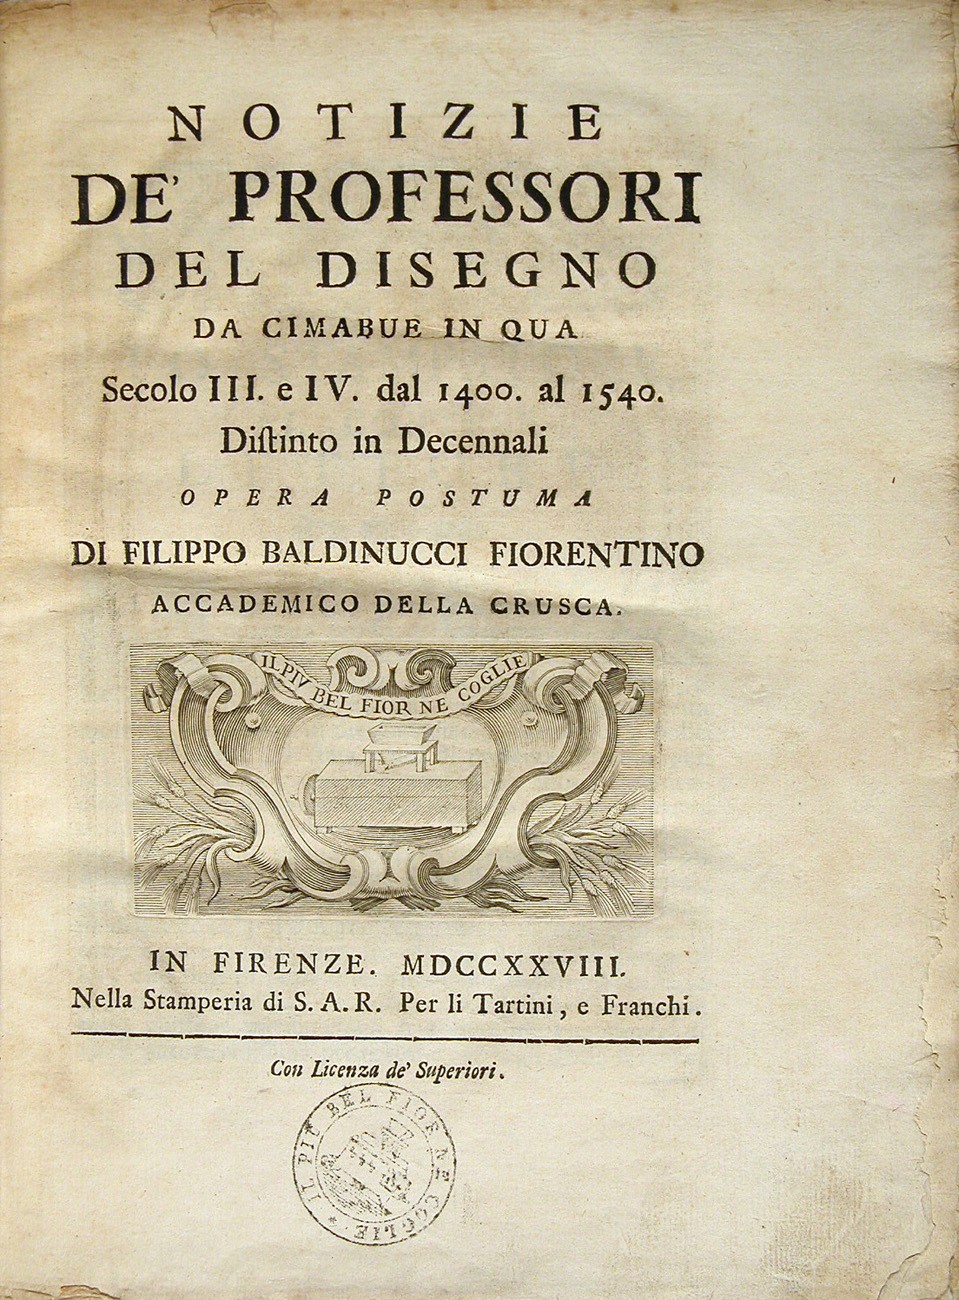 NOTIZIE
DE' PROFESSORI
DEL DISEGNO
DA CIMABUE IN QUA
Secolo III. e IV. dal 1400. al 1540.
Diſtinto in Decennali
OPERA POSTUMA
DI FILIPPO BALDINUCCI FIORENTINO
ACCADEMICO DELLA CRUSCA.
IL PIV BEL FIOR NE COGLIE
IN FIRENZE. MDCCXXVIII.
Nella Stamperia di S. A. R. Per li Tartini, e Franchi.
Con Licenza de' Superiori.
IL PIÙ BEL FIOR NE COGLIE